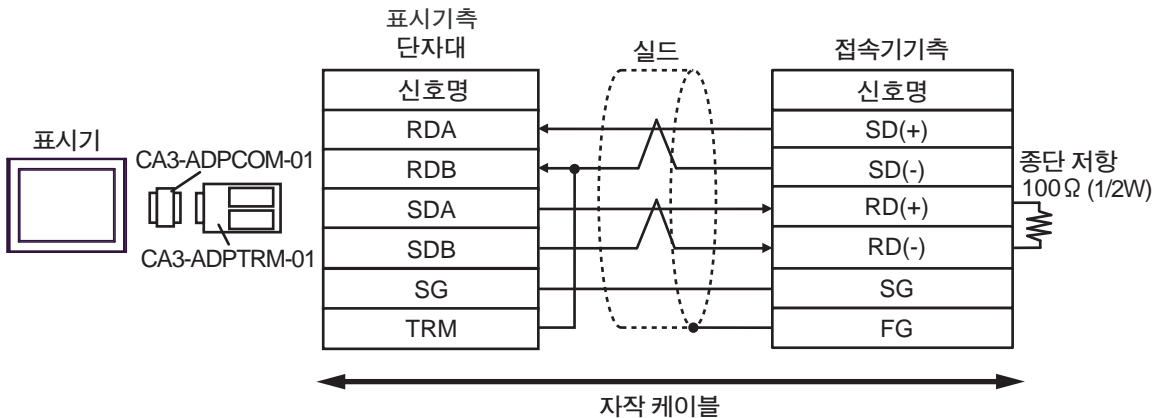 표시기측
단자대
실드
접속기기측
신호명
신호명
RDA
SD(+)
표시기
CA3-ADPCOM-01
RDB
SD(-)
종단 저항
100Ω (1/2W)
SDA
RD(+)
CA3-ADPTRM-01
SDB
RD(-)
SG
SG
TRM
FG
자작 케이블